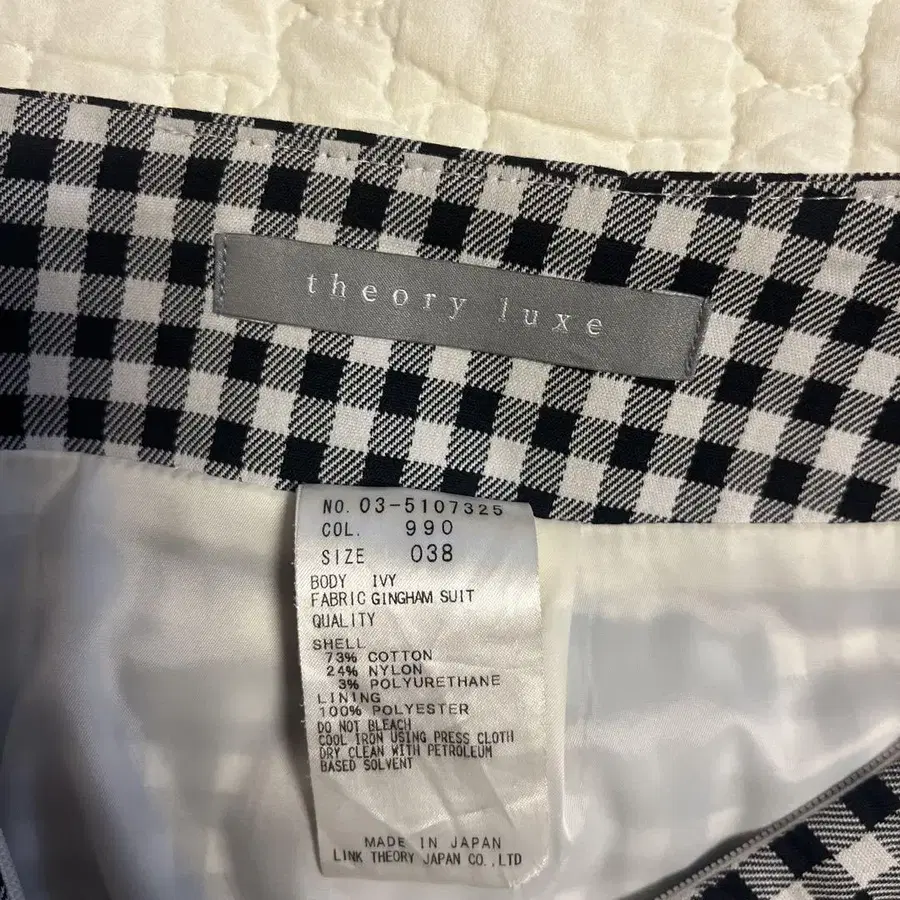 theory luxe
NO. 03-5107325
COL. 990
SIZE 038
BODY IVY
FABRIC GINGHAM SUIT
QUALITY
SHELL
73% COTTON
24% NYLON
3% POLYURETHANE
LINING
100% POLYESTER
DO NOT BLEACH
COOL IRON USING PRESS CLOTH
DRY CLEAN WITH PETROLEUM
BASED SOLVENT
MADE IN JAPAN
LINK THEORY JAPAN CO.,LTD